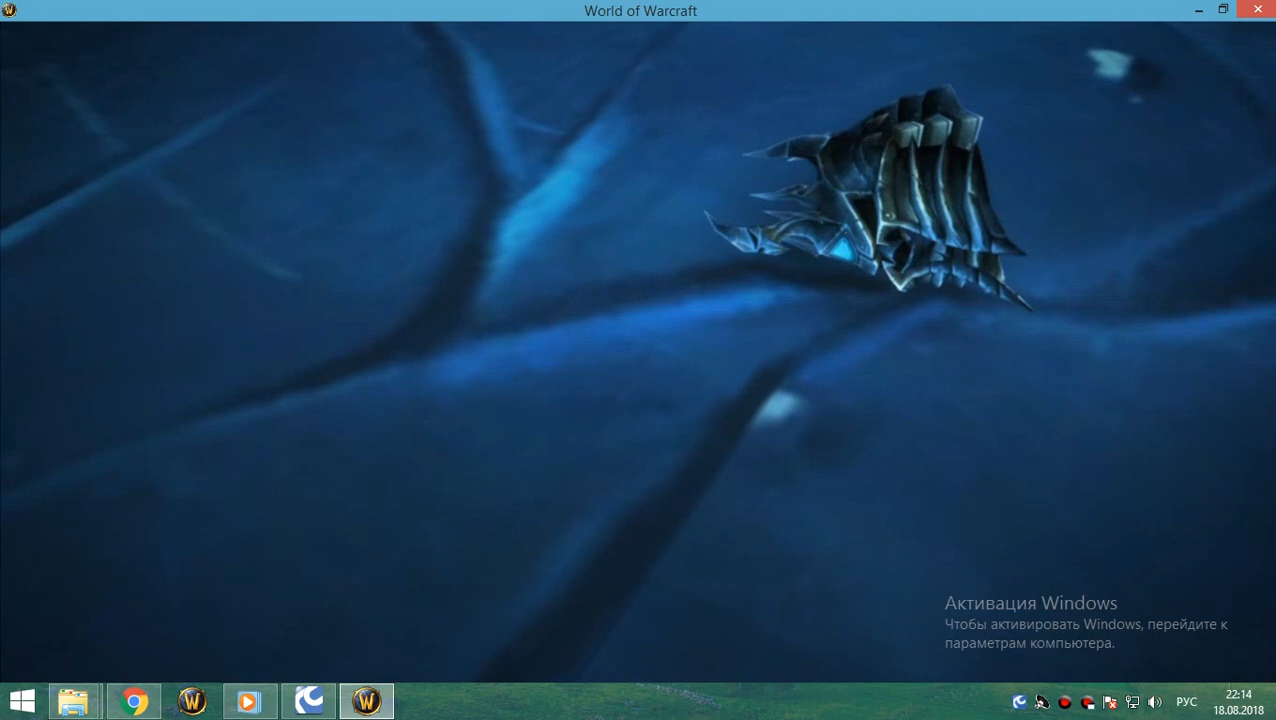 World of Warcraft
Активация Windows
Чтобы активировать Windows, перейдите к
параметрам компьютера.
РУС
22:14
18.08.2018